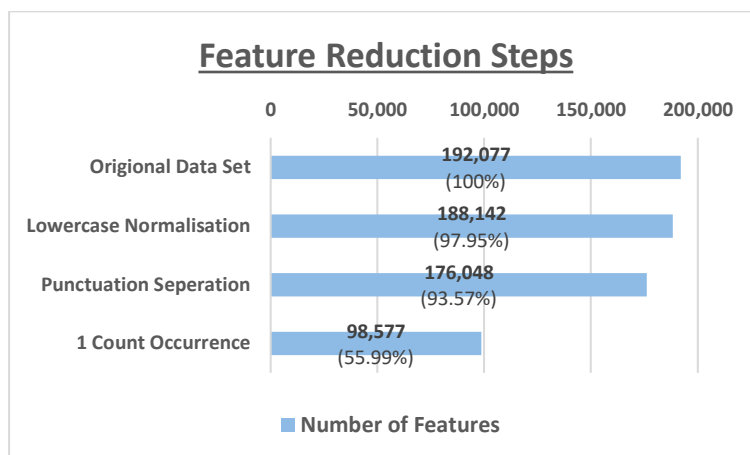 Feature Reduction Steps
0 50,000 100,000 150,000 200,000
Origional Data Set
192,077
(100%)
Lowercase Normalisation
188,142
(97.95%)
Punctuation Seperation
176,048
(93.57%)
1 Count Occurrence
98,577
(55.99%)
Number of Features